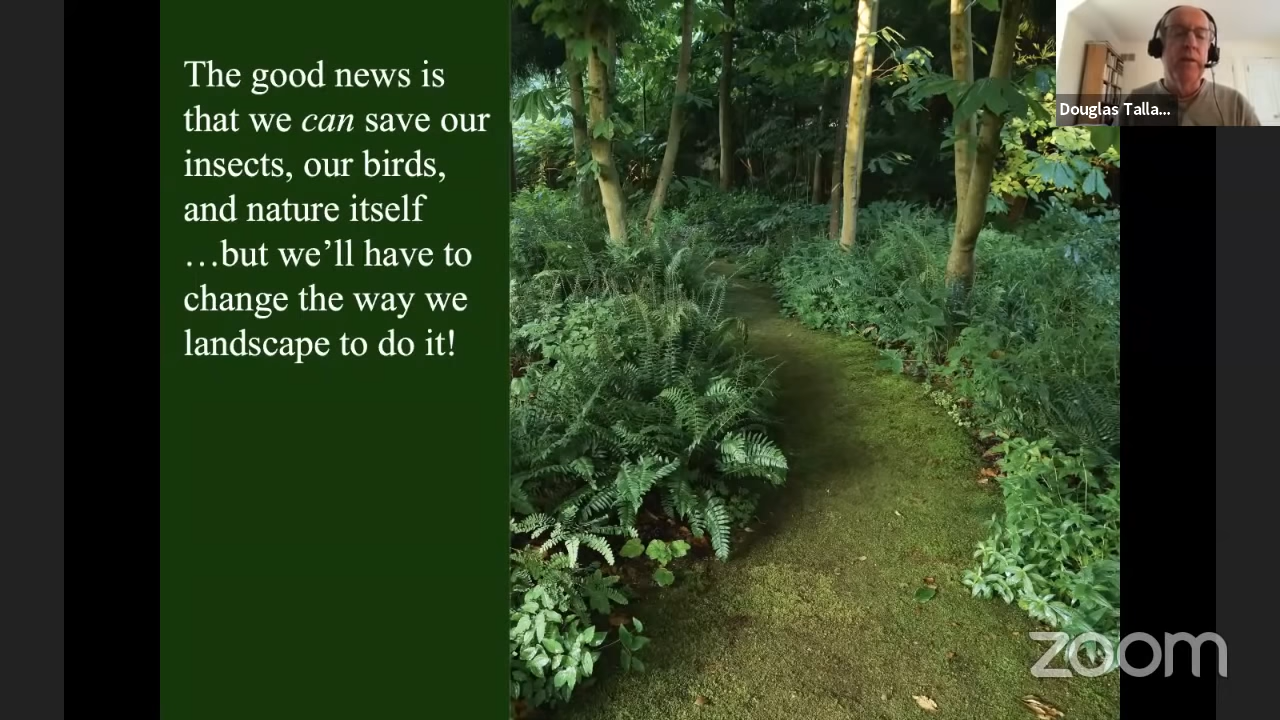 The good news is
that we can save our
insects, our birds,
and nature itself
…but we’ll have to
change the way we
landscape to do it!
Douglas Talla...
zoom